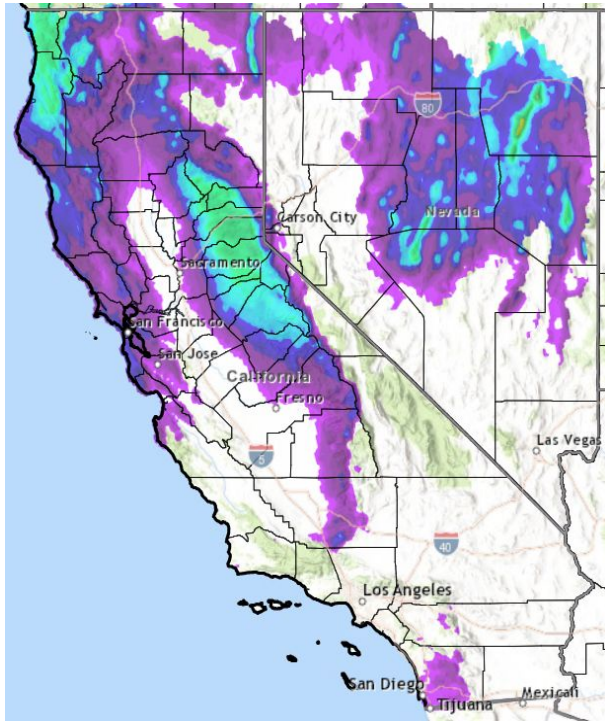 80
Nevada
Carson City
Sacramento
San Francisco
San Jose
California
Fresno
5
Las Vegas
40
Los Angeles
San Diego
Tijuana
Mexicali